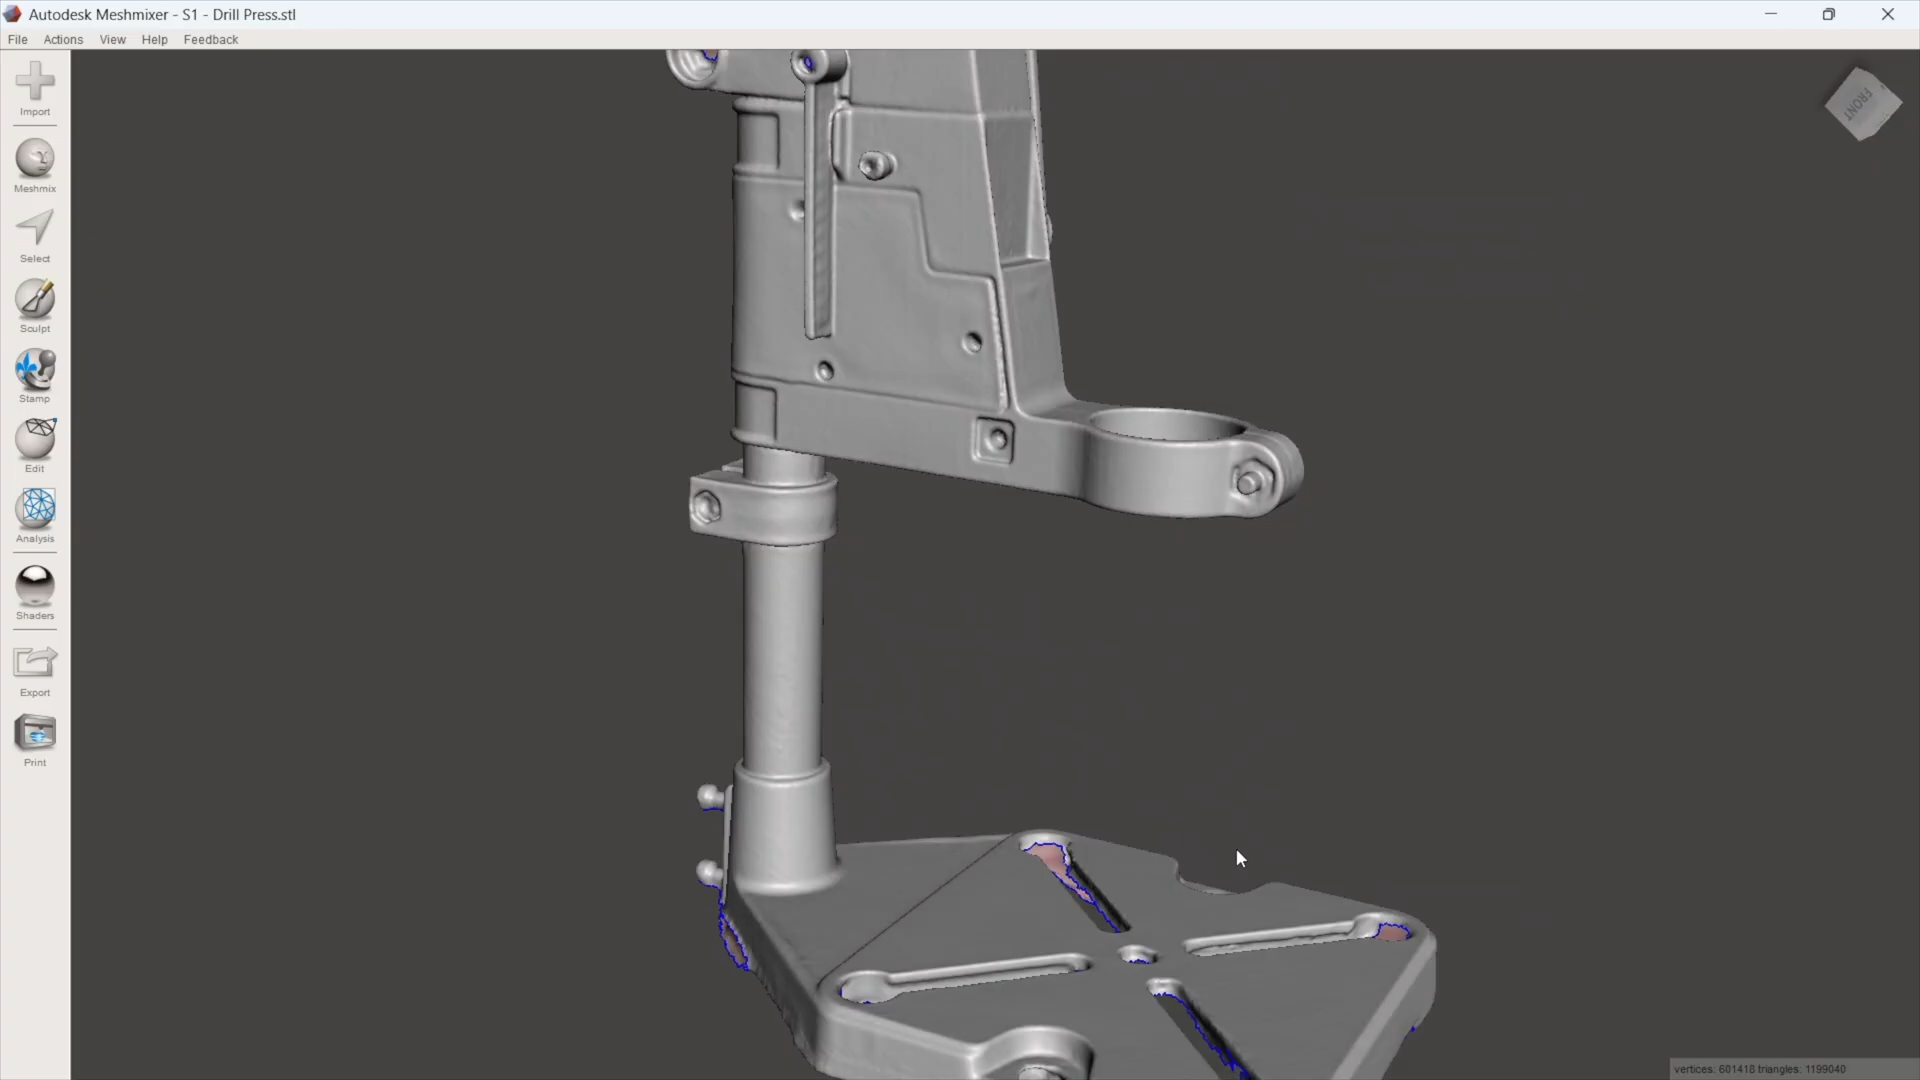 Autodesk Meshmixer - S1 - Drill Press.stl
File Actions View Help Feedback
Import
Meshmix
Select
Sculpt
Stamp
Edit
Analysis
Shaders
Export
Print
FRONT
vertices: 601418 triangles: 1199040